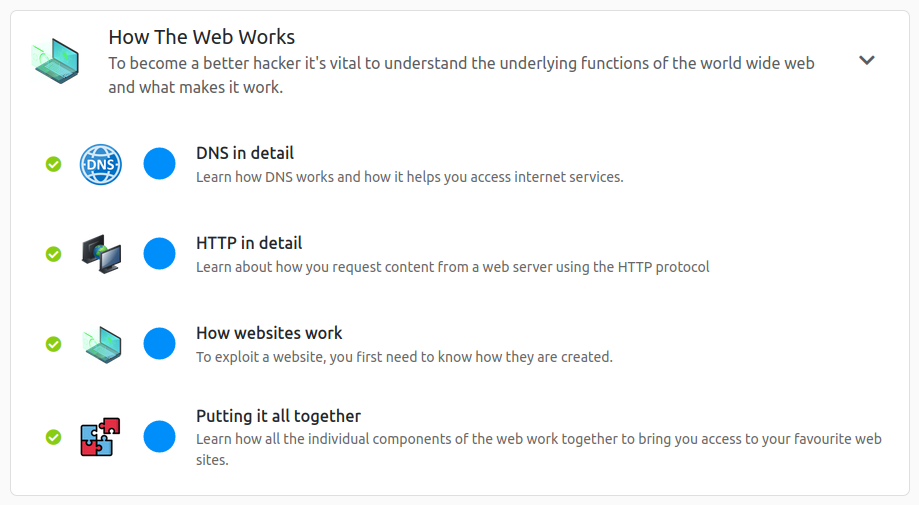 How The Web Works
To become a better hacker it's vital to understand the underlying functions of the world wide web
and what makes it work.
DNS
DNS in detail
Learn how DNS works and how it helps you access internet services.
HTTP in detail
Learn about how you request content from a web server using the HTTP protocol
How websites work
To exploit a website, you first need to know how they are created.
Putting it all together
Learn how all the individual components of the web work together to bring you access to your favourite web
sites.